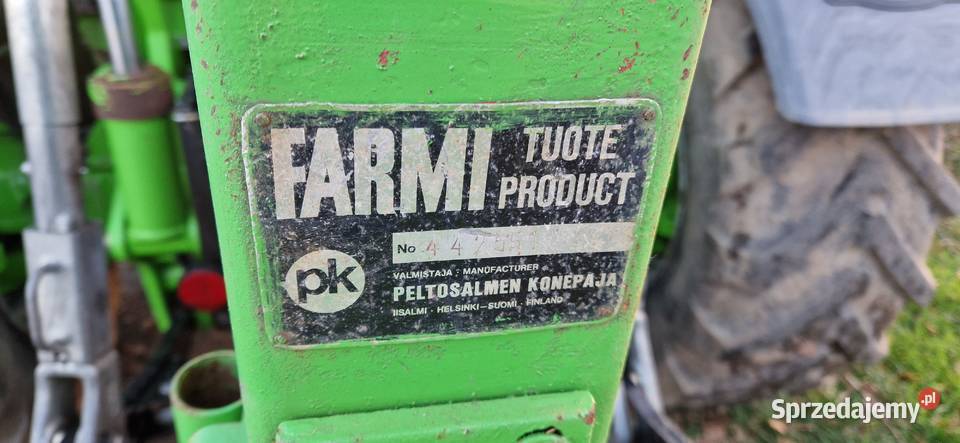 FARMI TUOTE
PRODUCT
No
pk
VALMISTAJA · MANUFACTURER
PELTOSALMEN KONEPAJA
IISALMI · HELSINKI–SUOMI · FINLAND
Sprzedajemy.pl